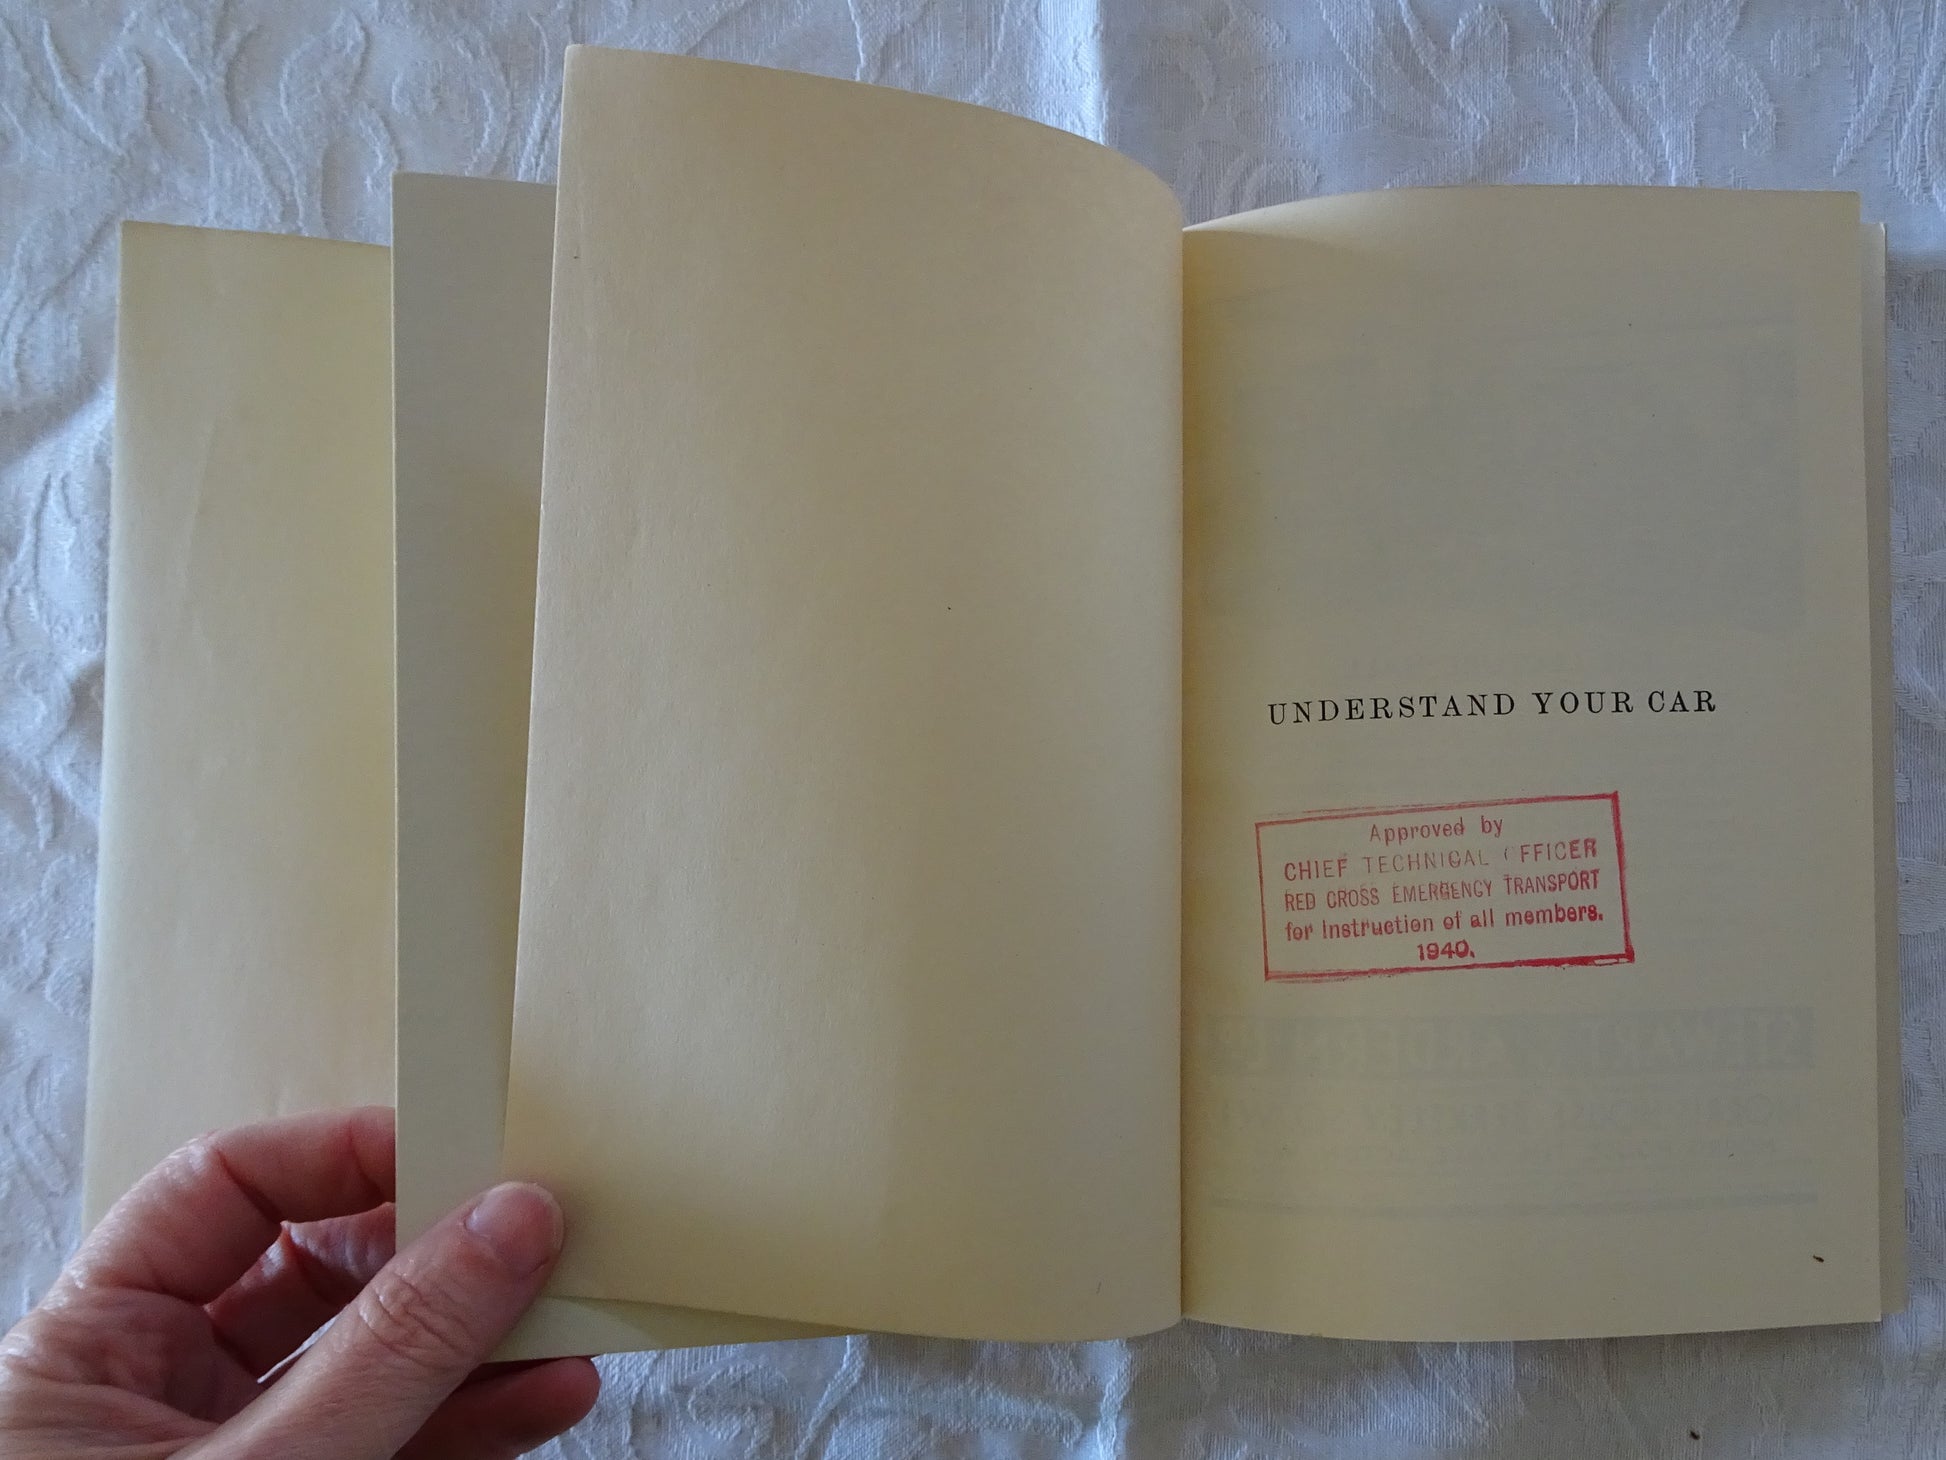 UNDERSTAND YOUR CAR
Approved by
CHIEF TECHNICAL OFFICER
RED CROSS EMERGENCY TRANSPORT
for Instruction of all members.
1940.